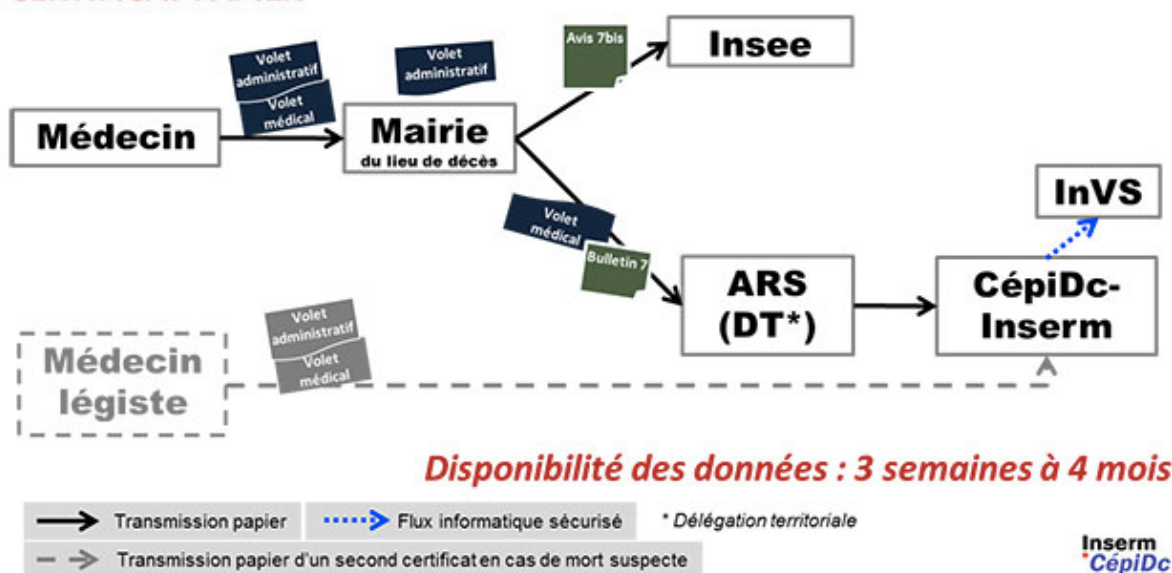 Avis 7bis
Insee
Volet
administratif
Volet
médical
Volet
administratif
Médecin
Mairie
du lieu de décès
InVS
Volet
médical
Bulletin 7
ARS
(DT*)
CépiDc-
Inserm
Volet
administratif
Volet
médical
Médecin
légiste
Disponibilité des données : 3 semaines à 4 mois
Transmission papier
Flux informatique sécurisé
* Délégation territoriale
Transmission papier d'un second certificat en cas de mort suspecte
Inserm
CépiDc